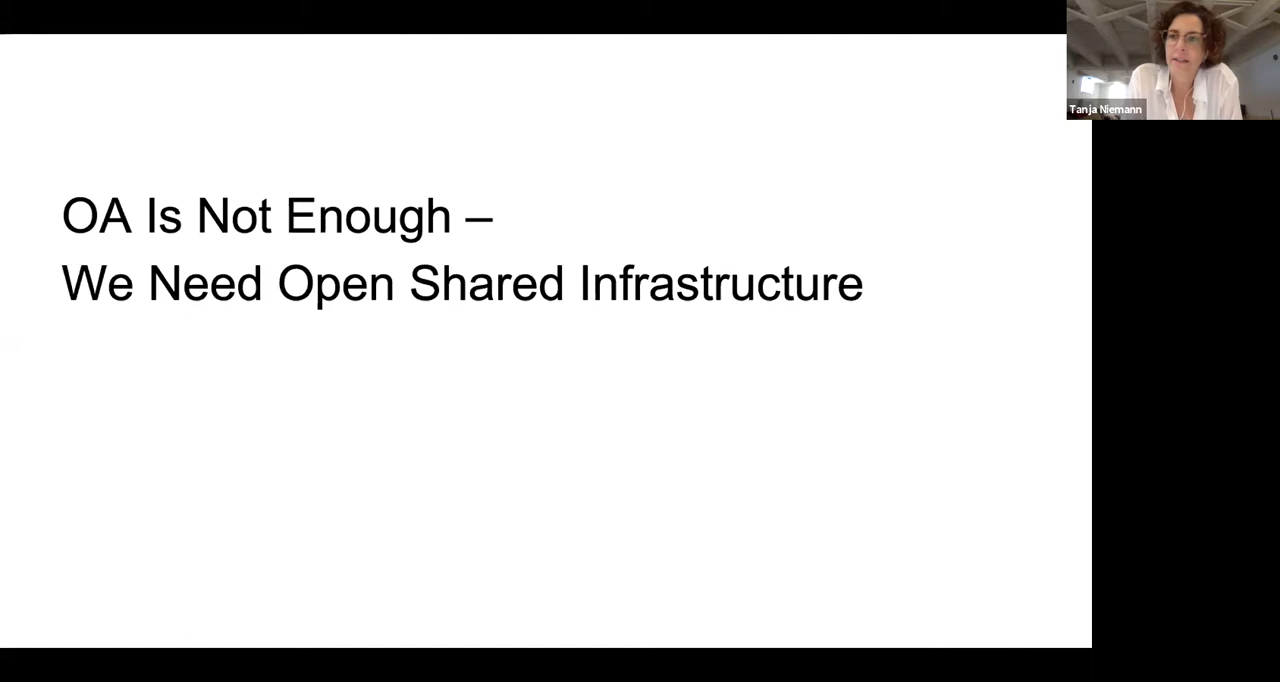 Tanja Niemann
OA Is Not Enough –
We Need Open Shared Infrastructure